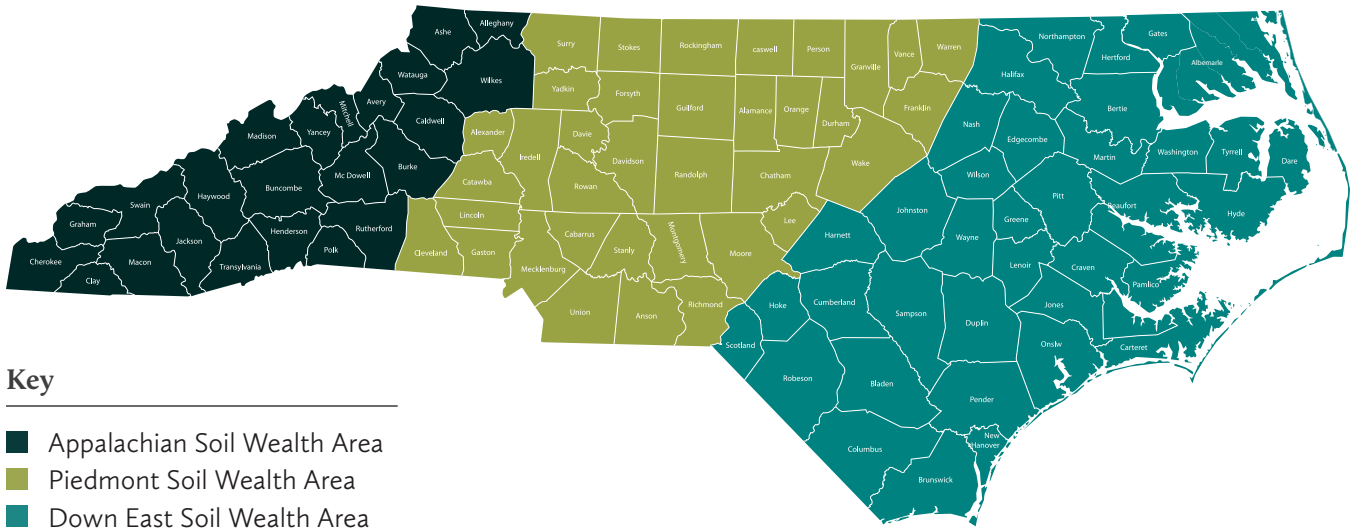 Alleghany
Ashe
Northampton
Gates
Surry
Stokes
Rockingham
caswell
Person
Vance
Warren
Hertford
Albemarle
Granville
Halifax
Watauga
Wilkes
Yadkin
Forsyth
Avery
Mitchell
Guilford
Alamance
Orange
Durham
Franklin
Bertie
Caldwell
Nash
Madison
Yancey
Alexander
Iredell
Davie
Edgecombe
Martin
Washington
Tyrrell
Dare
Burke
Davidson
Wake
Mc Dowell
Catawba
Rowan
Randolph
Chatham
Wilson
Buncombe
Haywood
Swain
Pitt
Beaufort
Hyde
Lincoln
Lee
Johnston
Greene
Graham
Rutherford
Henderson
Jackson
Cabarrus
Stanly
Montgomery
Harnett
Wayne
Polk
Cleveland
Gaston
Moore
Cherokee
Macon
Transylvania
Mecklenburg
Lenoir
Craven
Clay
Pamlico
Union
Anson
Richmond
Hoke
Cumberland
Sampson
Duplin
Jones
Scotland
Onslw
Carteret
Robeson
Bladen
Pender
New
Hanover
Columbus
Brunswick
Key
Appalachian Soil Wealth Area
Piedmont Soil Wealth Area
Down East Soil Wealth Area